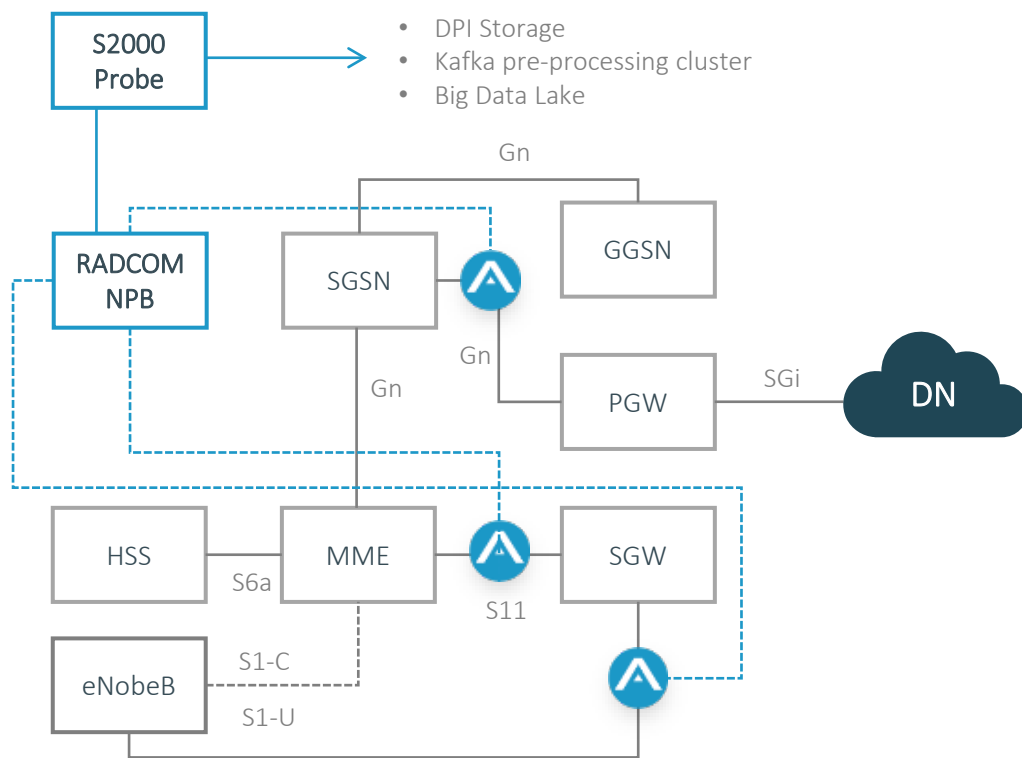 S2000
Probe
• DPI Storage
• Kafka pre-processing cluster
• Big Data Lake
Gn
RADCOM
NPB
SGSN
GGSN
Gn
Gn
PGW
SGi
DN
HSS
MME
SGW
S6a
S11
eNobeB
S1-C
S1-U